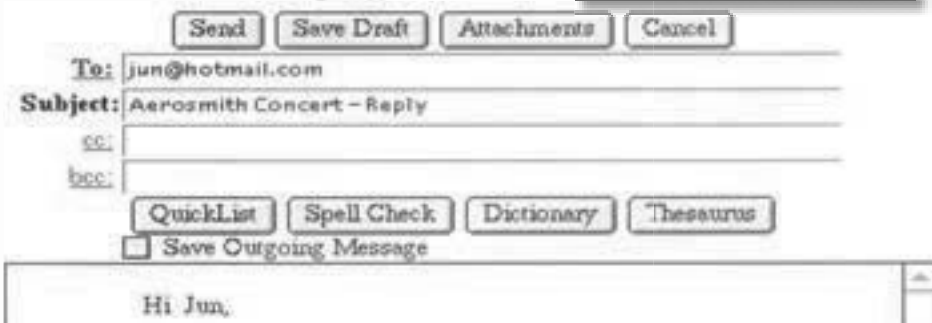 Send Save Draft Attachments Cancel
To: jun@hotmail.com
Subject: Aerosmith Concert – Reply
cc:
bcc:
QuickList Spell Check Dictionary Thesaurus
Save Outgoing Message
Hi Jun,